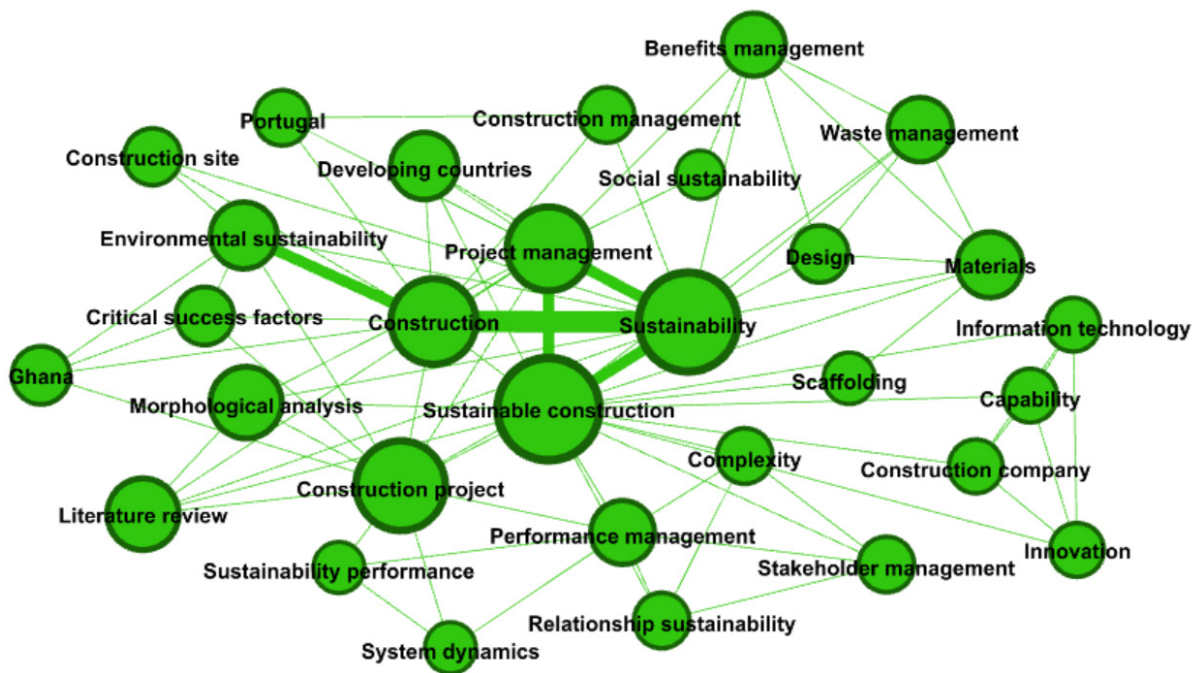 Benefits management
Portugal
Construction management
Waste management
Construction site
Developing countries
Social sustainability
Environmental sustainability
Project management
Design
Materials
Critical success factors
Construction
Sustainability
Information technology
Ghana
Morphological analysis
Sustainable construction
Scaffolding
Capability
Literature review
Construction project
Complexity
Construction company
Sustainability performance
Performance management
Stakeholder management
Innovation
System dynamics
Relationship sustainability